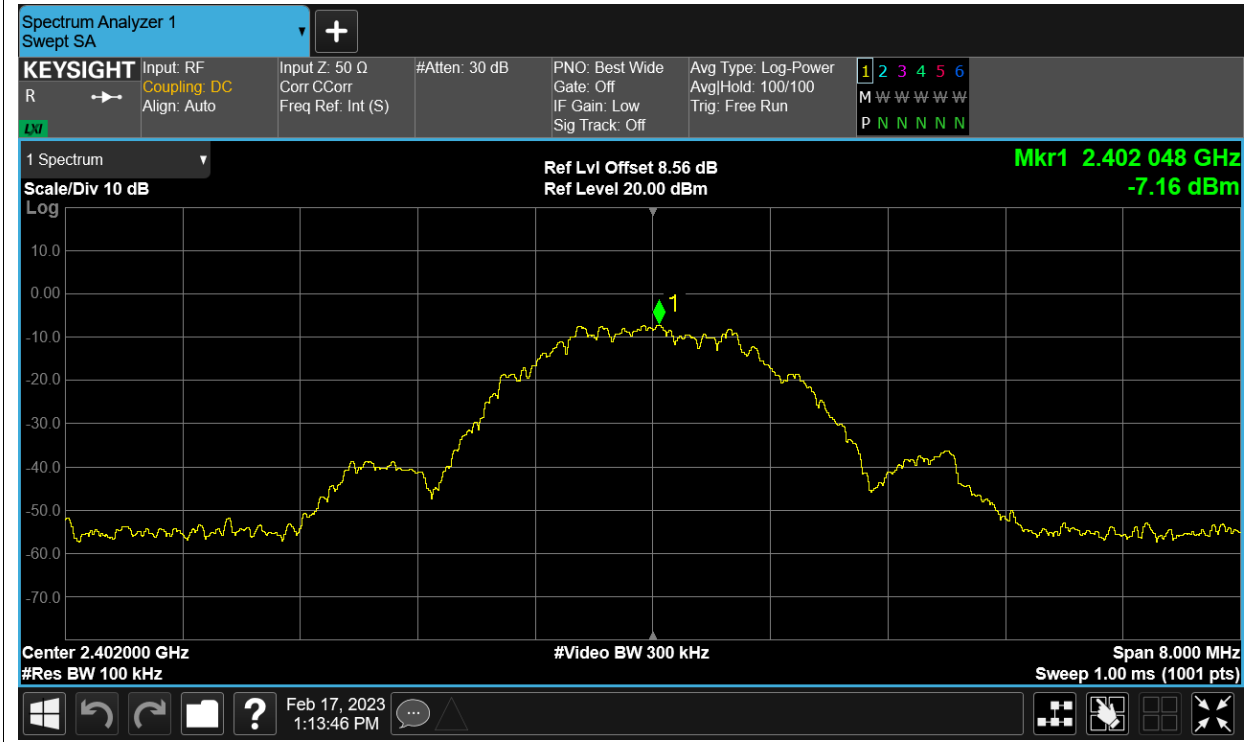 Spectrum Analyzer 1
Swept SA
KEYSIGHT
R
LXI
Input: RF
Coupling: DC
Align: Auto
Input Z: 50 Ω
Corr CCorr
Freq Ref: Int (S)
#Atten: 30 dB
PNO: Best Wide
Gate: Off
IF Gain: Low
Sig Track: Off
Avg Type: Log-Power
Avg|Hold: 100/100
Trig: Free Run
1 2 3 4 5 6
M W W W W W
P N N N N N
1 Spectrum
Scale/Div 10 dB
Log
Ref Lvl Offset 8.56 dB
Ref Level 20.00 dBm
Mkr1 2.402 048 GHz
-7.16 dBm
10.0
0.00
-10.0
-20.0
-30.0
-40.0
-50.0
-60.0
-70.0
1
Center 2.402000 GHz
#Res BW 100 kHz
#Video BW 300 kHz
Span 8.000 MHz
Sweep 1.00 ms (1001 pts)
?
Feb 17, 2023
1:13:46 PM